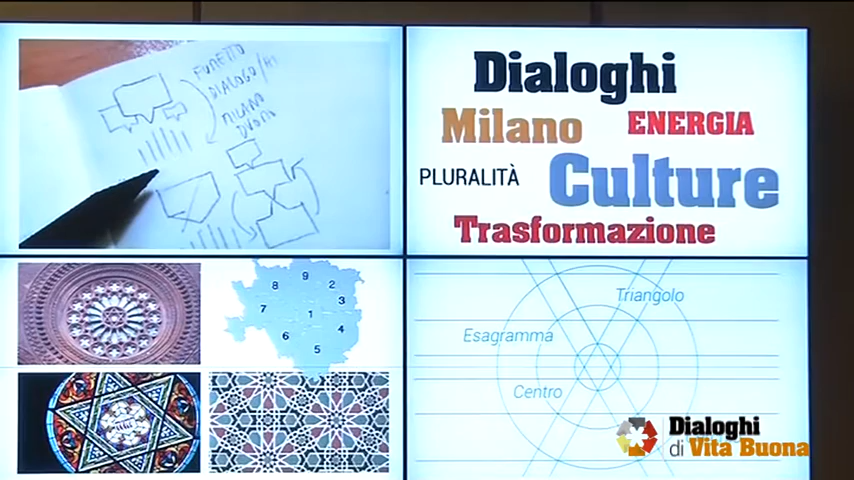 FUMETTO
DIALOGO/HI
MILANO
DUOMO
Dialoghi
Milano
ENERGIA
PLURALITÀ
Culture
Trasformazione
9
8
2
7
3
1
6
4
5
Triangolo
Esagramma
Centro
Dialoghi
di Vita Buona